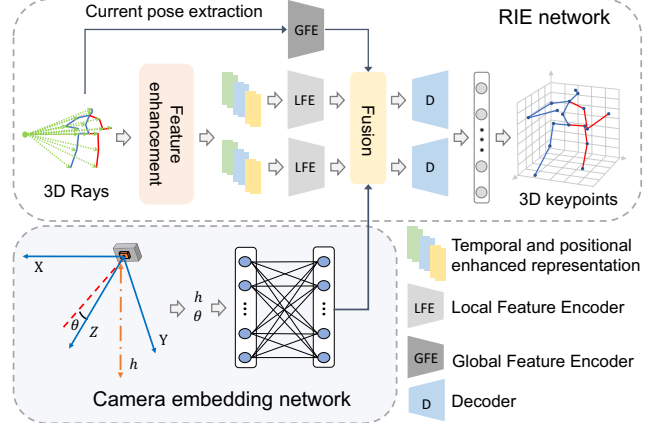 Current pose extraction
RIE network
GFE
Feature
enhancement
LFE
LFE
Fusion
D
D
3D Rays
3D keypoints
X
θ
Z
Y
h
h
θ
Camera embedding network
Temporal and positional
enhanced representation
LFE
Local Feature Encoder
GFE
Global Feature Encoder
D
Decoder